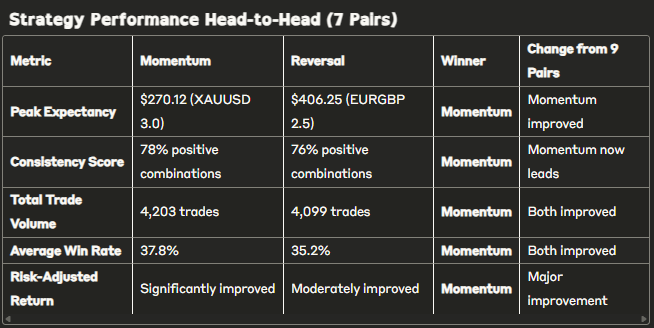 Strategy Performance Head-to-Head (7 Pairs)
Metric
Momentum
Reversal
Winner
Change from 9
Pairs
Peak Expectancy
$270.12 (XAUUSD
3.0)
$406.25 (EURGBP
2.5)
Momentum
Momentum
improved
Consistency Score
78% positive
combinations
76% positive
combinations
Momentum
Momentum now
leads
Total Trade
Volume
4,203 trades
4,099 trades
Momentum
Both improved
Average Win Rate
37.8%
35.2%
Momentum
Both improved
Risk-Adjusted
Return
Significantly improved
Moderately improved
Momentum
Major
improvement